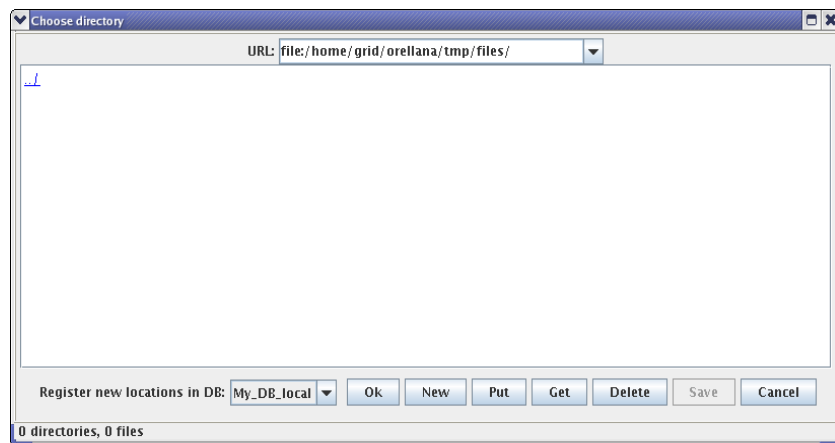 Choose directory
URL: file:/home/grid/orellana/tmp/files/
../
Register new locations in DB: My_DB_local Ok New Put Get Delete Save Cancel
0 directories, 0 files